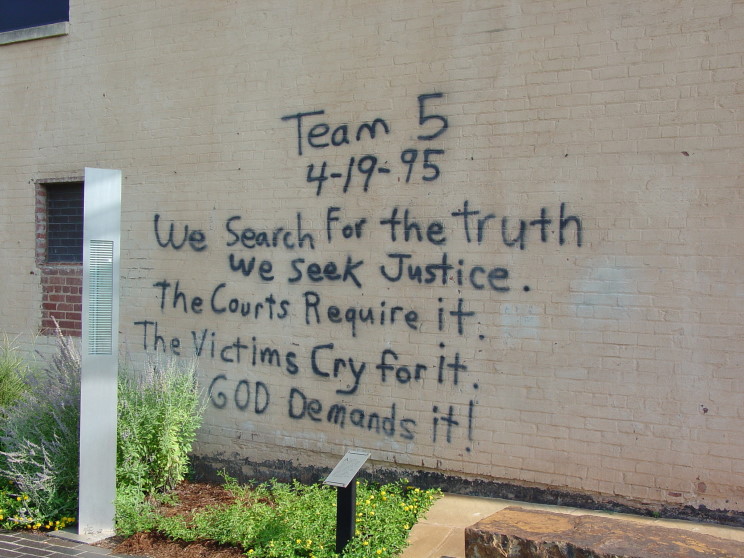 Team 5
4-19-95
We Search For the truth
We Seek Justice.
The Courts Require it.
The Victims Cry for it.
GOD Demands it!